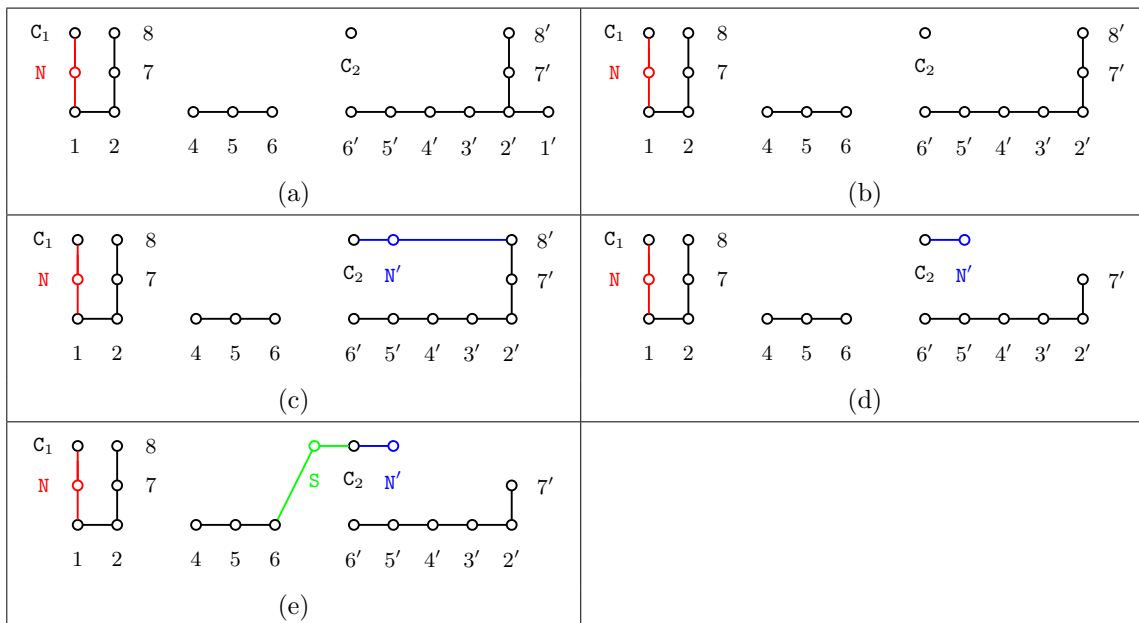 C₁ 8 8′ C₁ 8 8′
N 7 C₂ 7′ N 7 C₂ 7′
1 2 4 5 6 6′ 5′ 4′ 3′ 2′ 1′ 1 2 4 5 6 6′ 5′ 4′ 3′ 2′
(a) (b)
C₁ 8 8′ C₁ 8
N 7 C₂ N′ 7′ N 7 C₂ N′ 7′
1 2 4 5 6 6′ 5′ 4′ 3′ 2′ 1 2 4 5 6 6′ 5′ 4′ 3′ 2′
(c) (d)
C₁ 8
N 7 S C₂ N′ 7′
1 2 4 5 6 6′ 5′ 4′ 3′ 2′
(e)